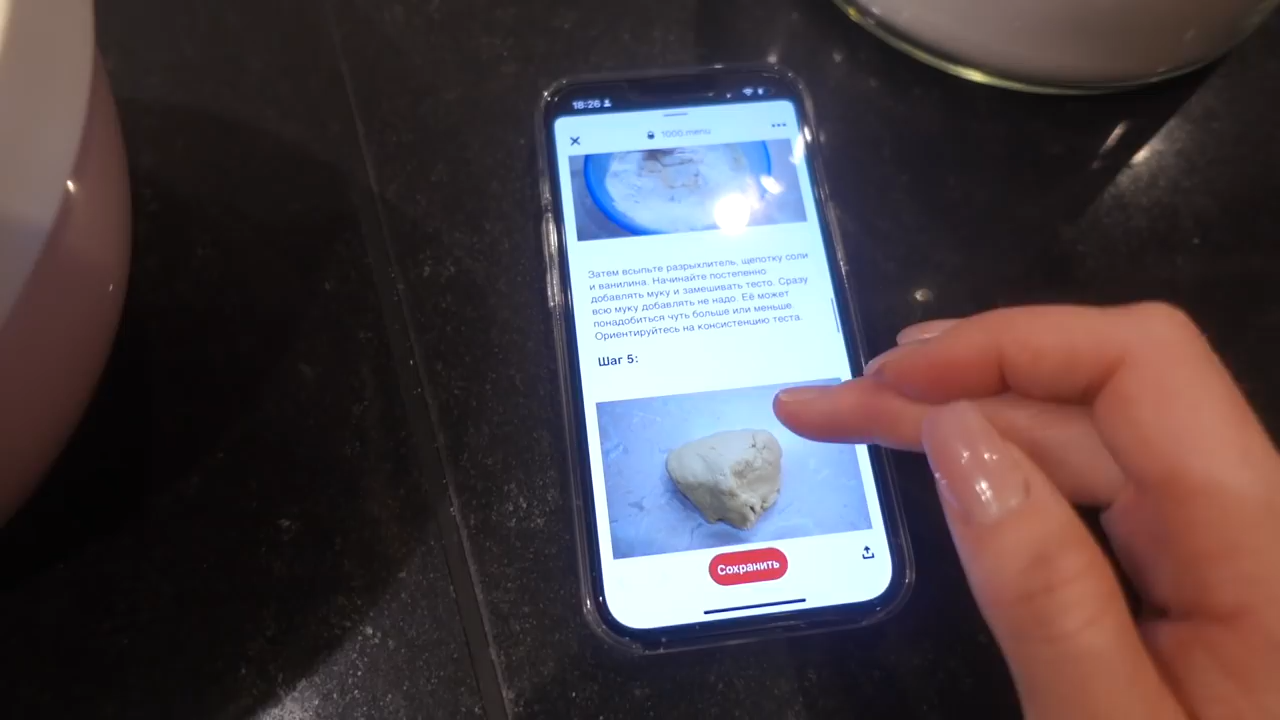 18:26
1000.menu
Затем всыпьте разрыхлитель, щепотку соли
и ванилина. Начинайте постепенно
добавлять муку и замешивать тесто. Сразу
всю муку добавлять не надо. Её может
понадобиться чуть больше или меньше.
Ориентируйтесь на консистенцию теста.
Шаг 5:
Сохранить